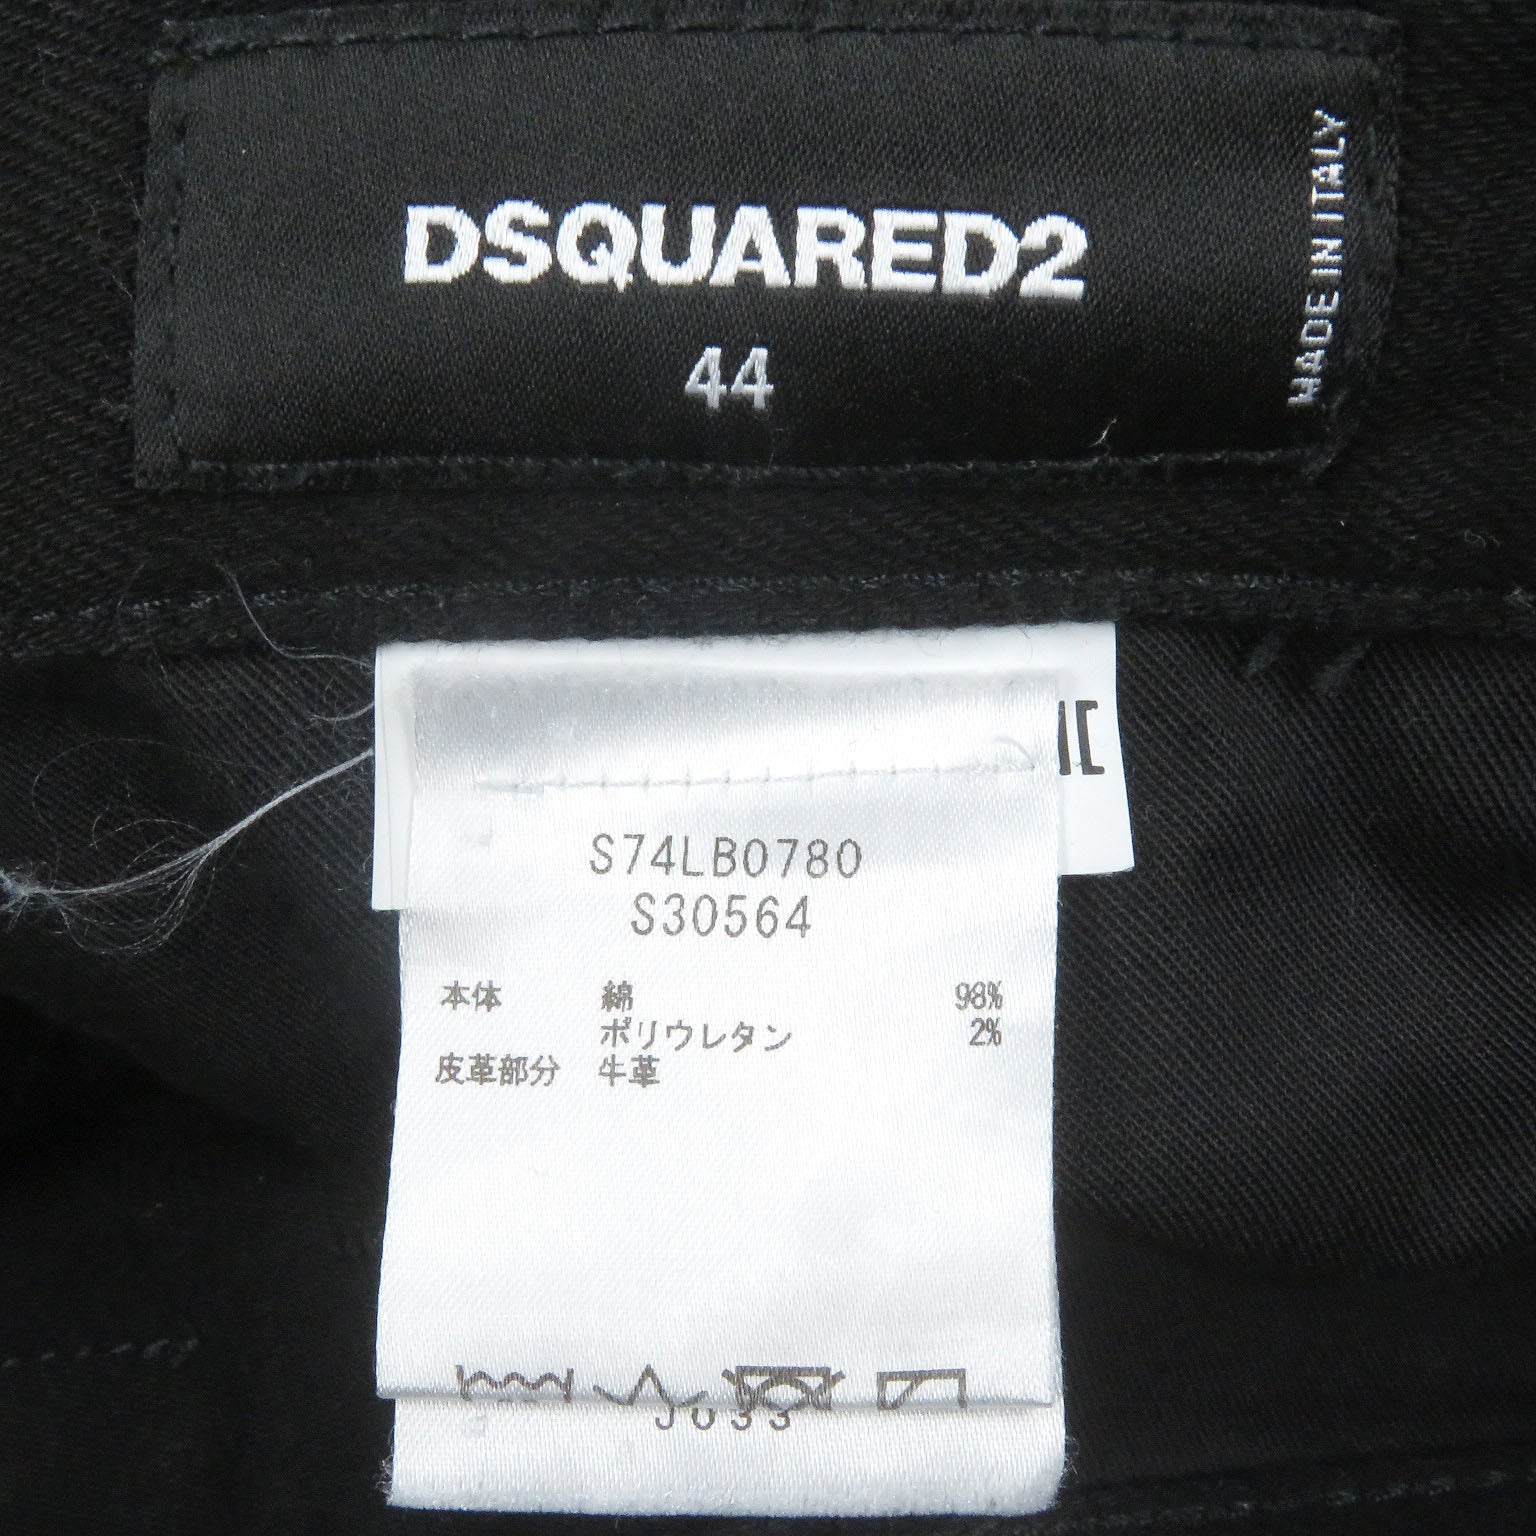 DSQUARED2
44
MADE IN ITALY
S74LB0780
S30564
本体 綿 98%
ポリウレタン 2%
皮革部分 牛革